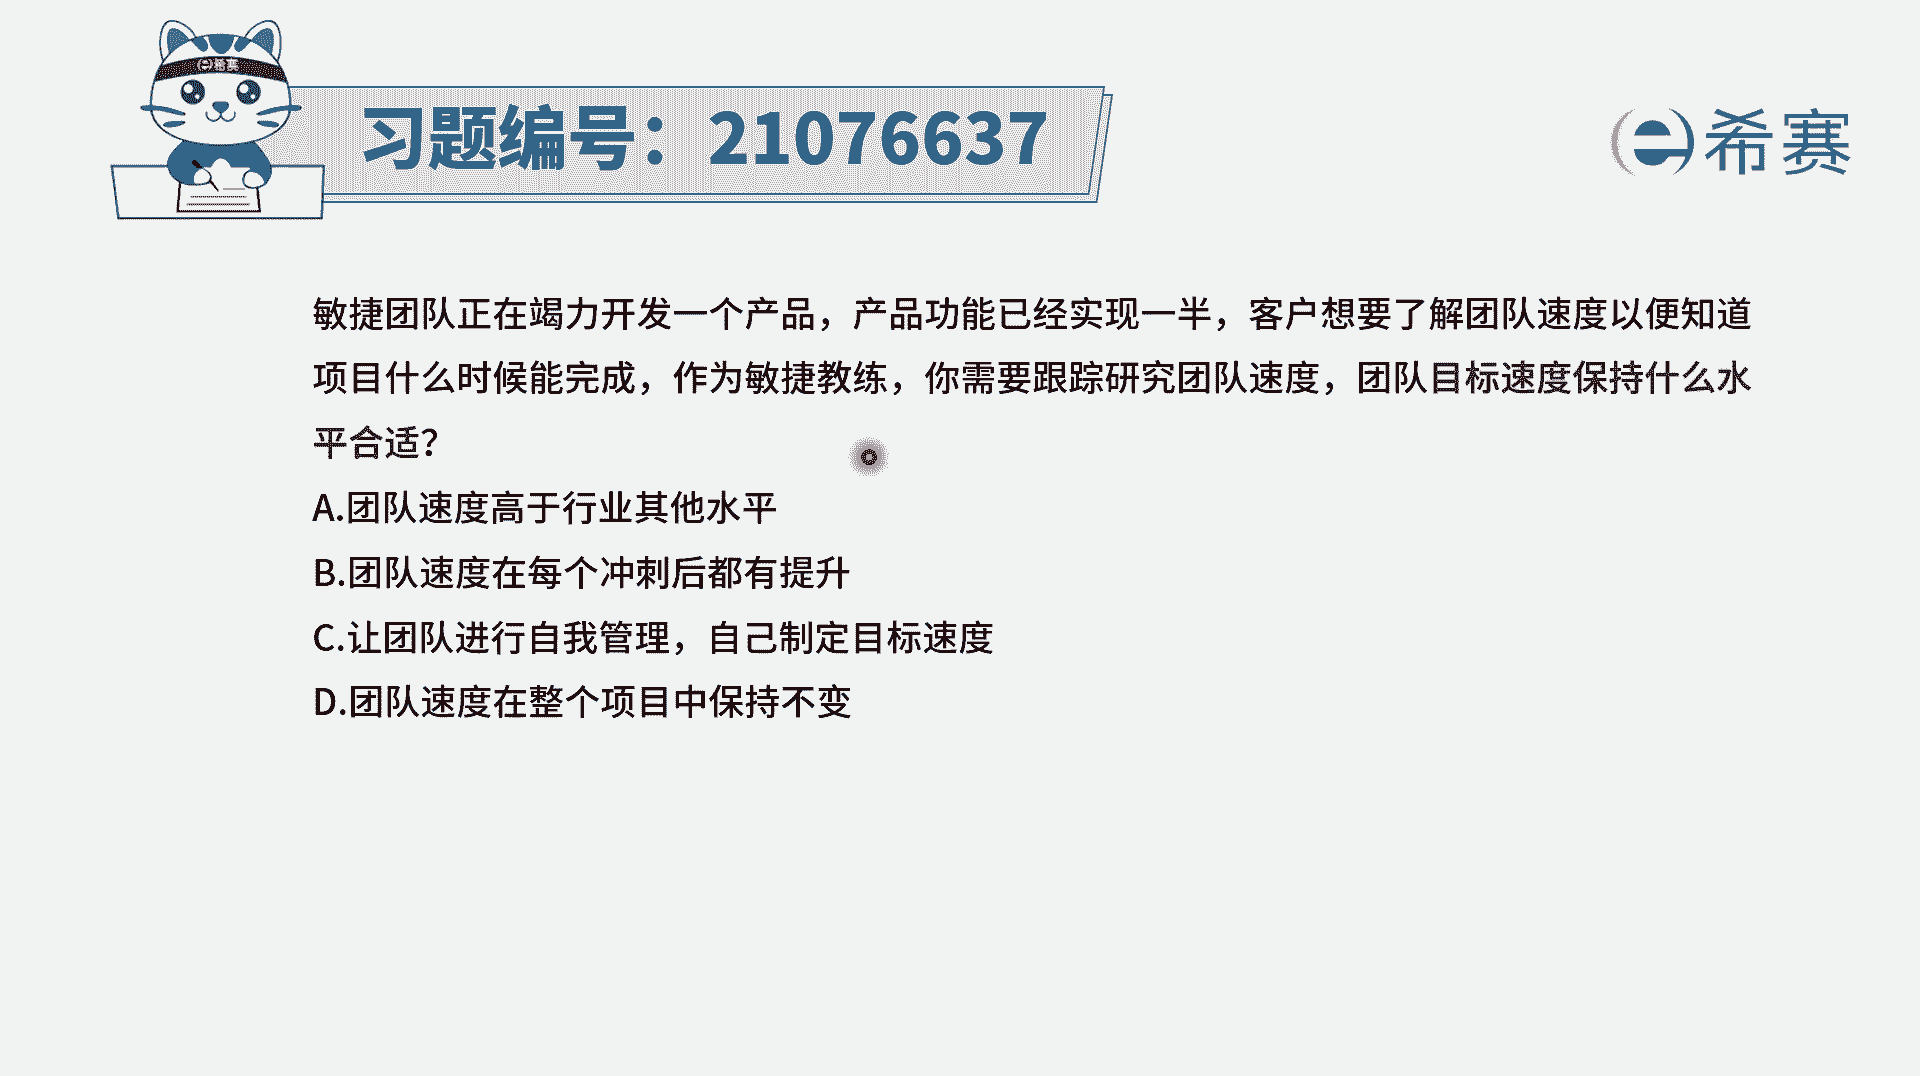 希赛
习题编号：21076637
希赛
敏捷团队正在竭力开发一个产品，产品功能已经实现一半，客户想要了解团队速度以便知道
项目什么时候能完成，作为敏捷教练，你需要跟踪研究团队速度，团队目标速度保持什么水
平合适？
A.团队速度高于行业其他水平
B.团队速度在每个冲刺后都有提升
C.让团队进行自我管理，自己制定目标速度
D.团队速度在整个项目中保持不变